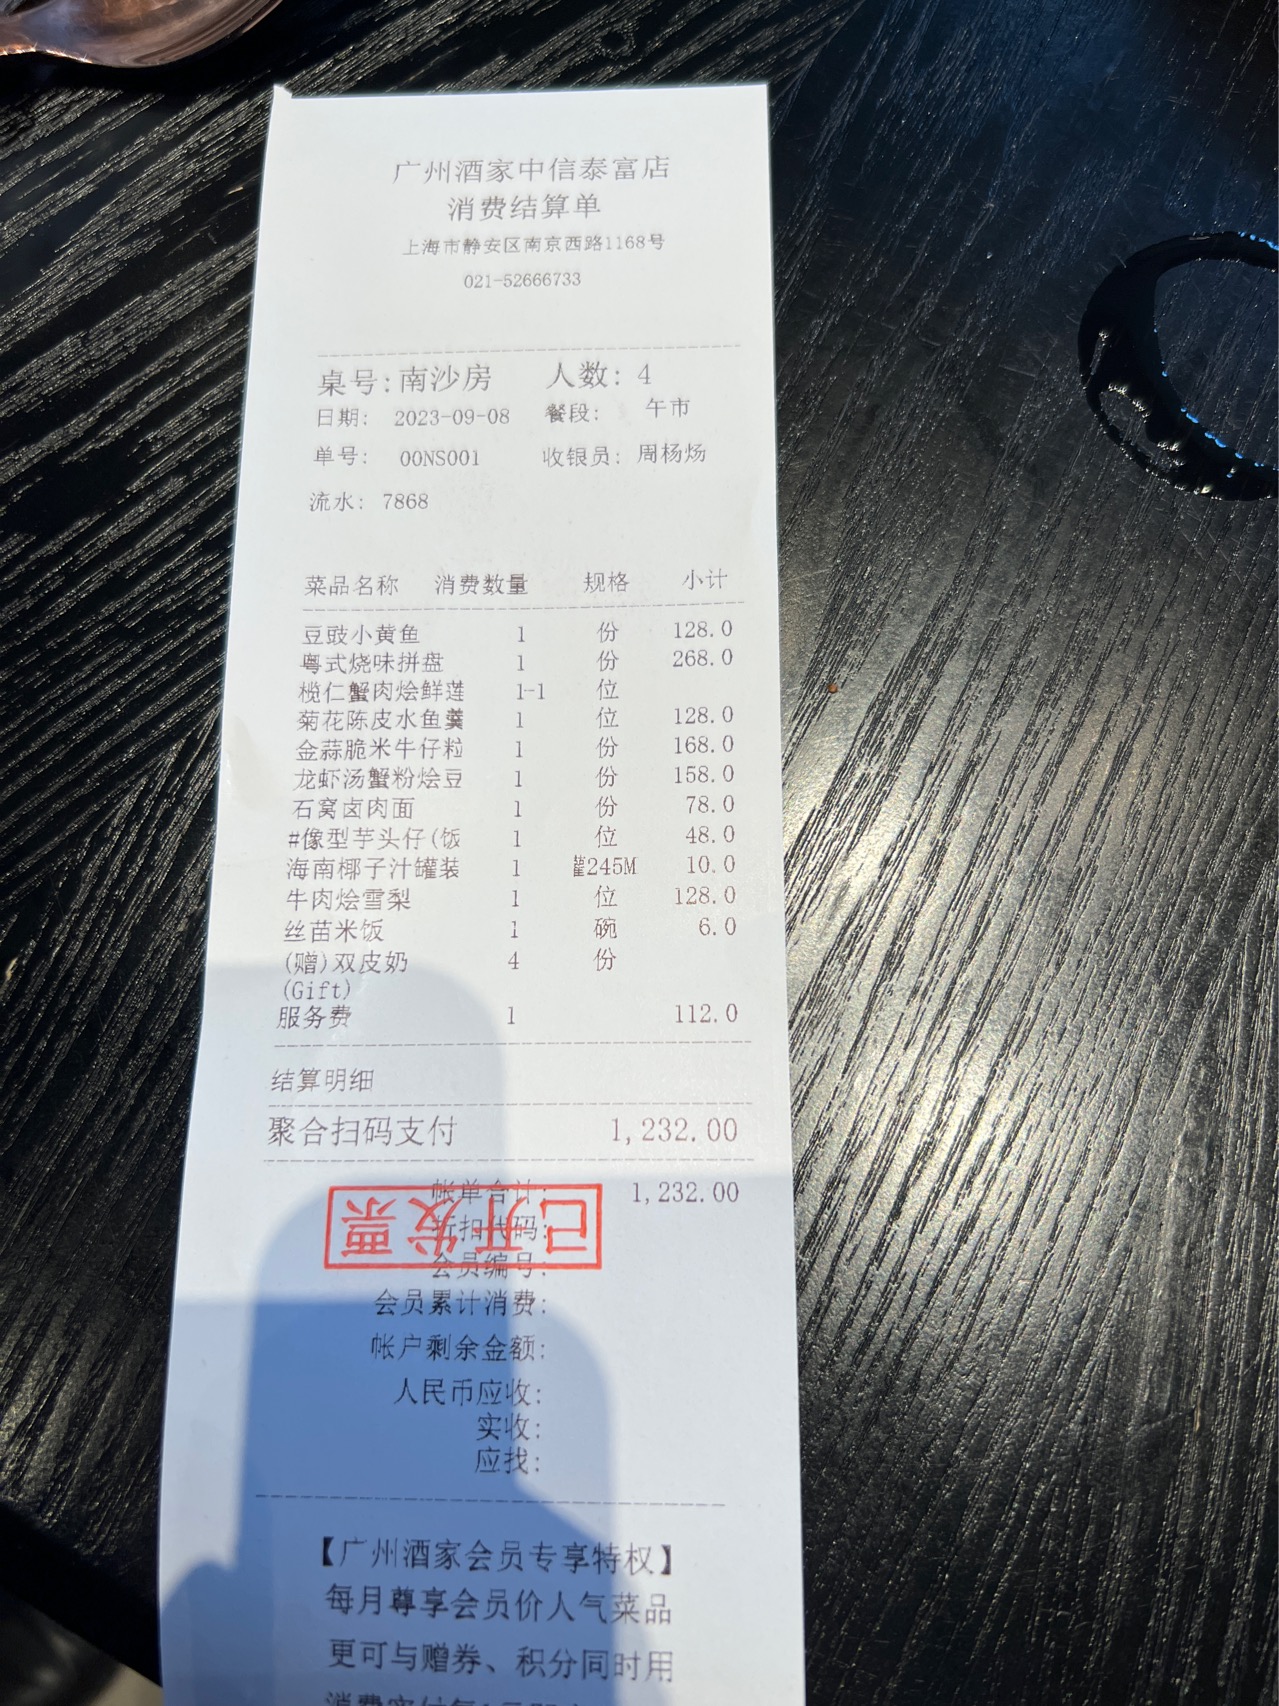 广州酒家中信泰富店
消费结算单
上海市静安区南京西路1168号
021-52666733
桌号:南沙房 人数: 4
日期: 2023-09-08 餐段: 午市
单号: 00NS001 收银员: 周杨炀
流水: 7868
菜品名称 消费数量 规格 小计
豆豉小黄鱼 1 份 128.0
粤式烧味拼盘 1 份 268.0
榄仁蟹肉烩鲜莲 1-1 位
菊花陈皮水鱼羹 1 位 128.0
金蒜脆米牛仔粒 1 份 168.0
龙虾汤蟹粉烩豆 1 份 158.0
石窝卤肉面 1 份 78.0
#像型芋头仔(饭 1 位 48.0
海南椰子汁罐装 1 罐245M 10.0
牛肉烩雪梨 1 位 128.0
丝苗米饭 1 碗 6.0
(赠)双皮奶 4 份
(Gift)
服务费 1 112.0
结算明细
聚合扫码支付 1,232.00
帐单合计: 1,232.00
已开发票
折扣代码:
会员编号:
会员累计消费:
帐户剩余金额:
人民币应收:
实收:
应找:
【广州酒家会员专享特权】
每月尊享会员价人气菜品
更可与赠券、积分同时用